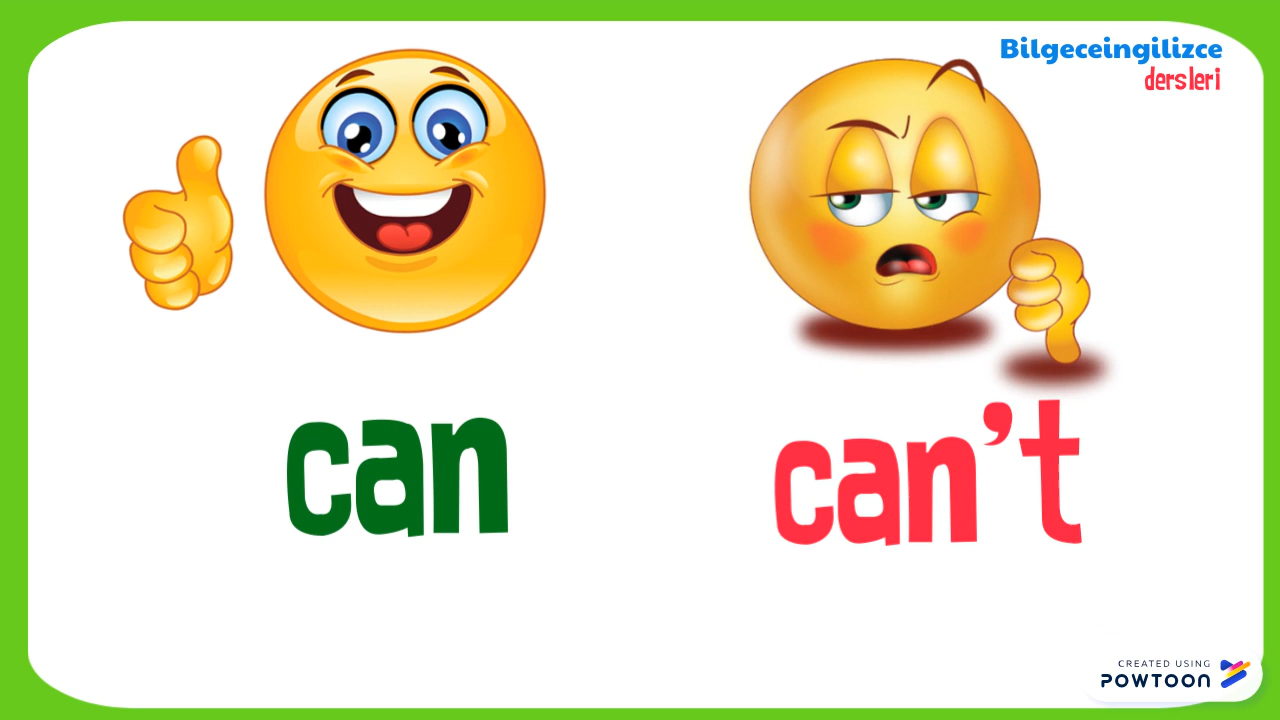 Bilgeceingilizce
dersleri
can
can't
CREATED USING
POWTOON